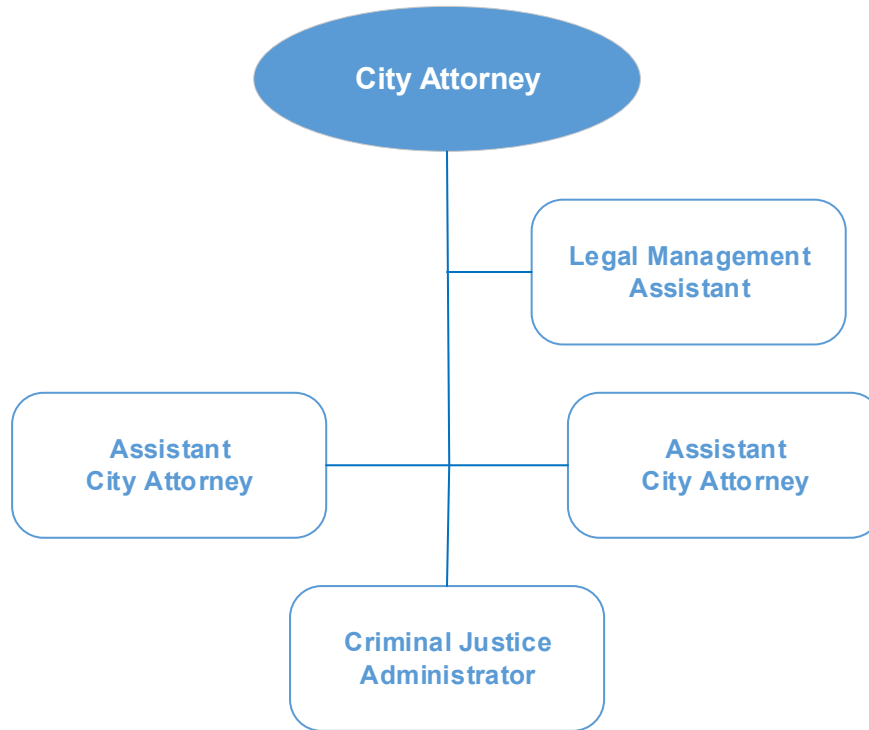 City Attorney
Legal Management
Assistant
Assistant
City Attorney
Assistant
City Attorney
Criminal Justice
Administrator